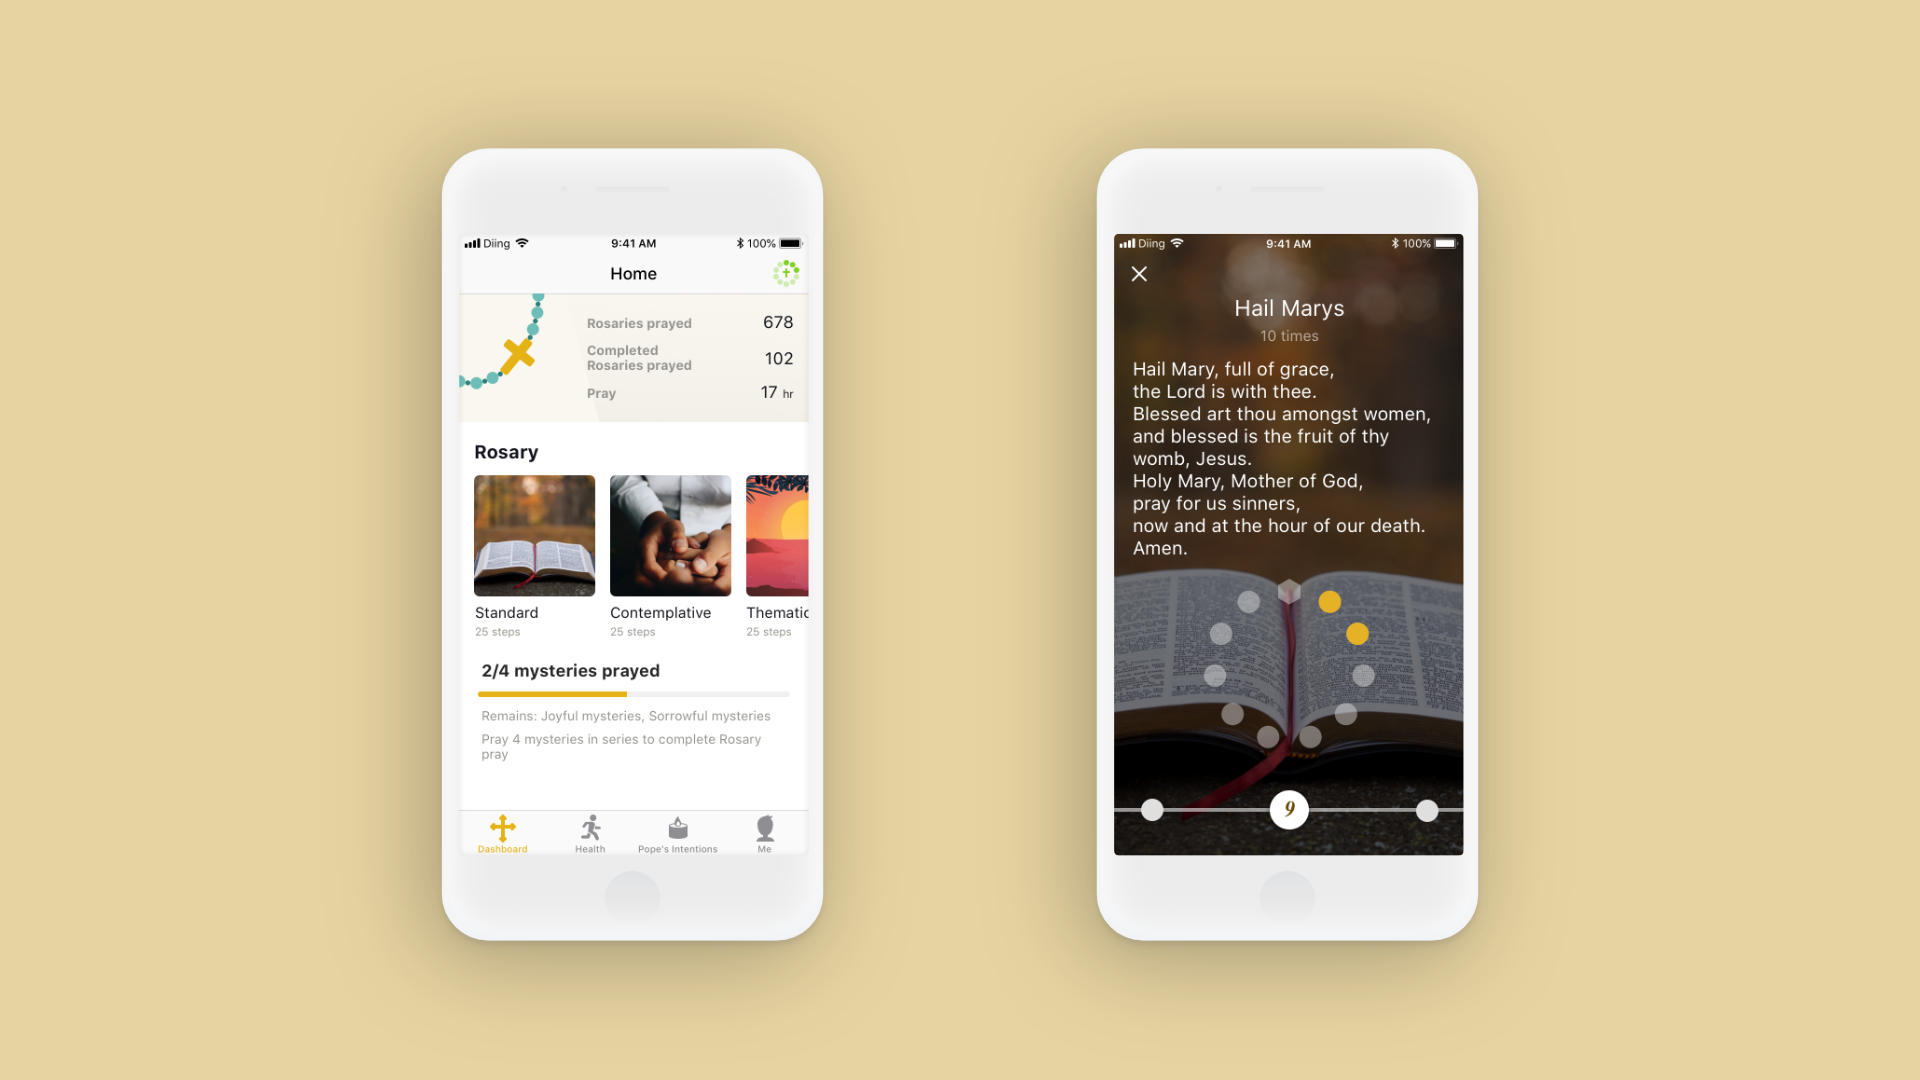 Diing
9:41 AM
100%
Home
Rosaries prayed 678
Completed
Rosaries prayed 102
Pray 17 hr
Rosary
Standard
25 steps
Contemplative
25 steps
Thematic
25 steps
2/4 mysteries prayed
Remains: Joyful mysteries, Sorrowful mysteries
Pray 4 mysteries in series to complete Rosary
pray
Dashboard
Health
Pope's Intentions
Me
Diing
9:41 AM
100%
Hail Marys
10 times
Hail Mary, full of grace,
the Lord is with thee.
Blessed art thou amongst women,
and blessed is the fruit of thy
womb, Jesus.
Holy Mary, Mother of God,
pray for us sinners,
now and at the hour of our death.
Amen.
9